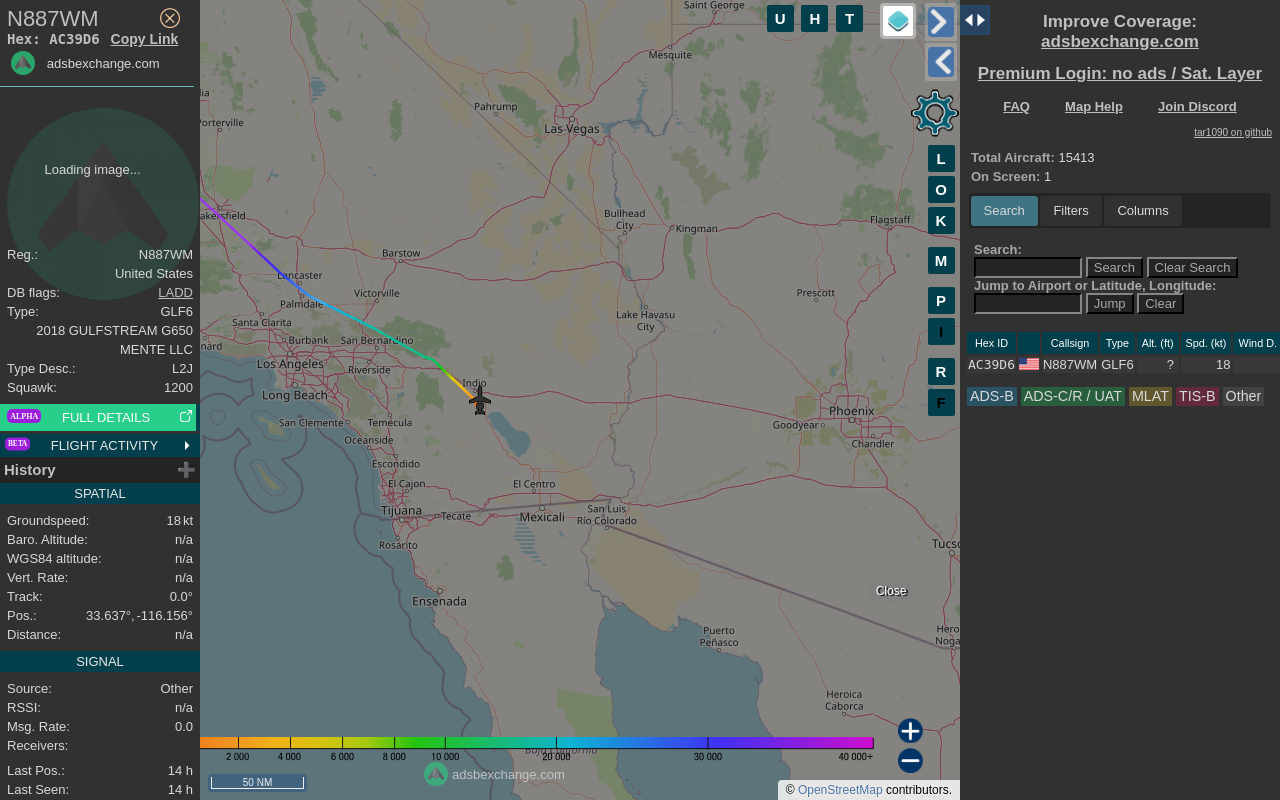 N887WM
Hex: AC39D6 Copy Link
adsbexchange.com
Loading image...
Reg.: N887WM
United States
DB flags: LADD
Type: GLF6
2018 GULFSTREAM G650
MENTE LLC
Type Desc.: L2J
Squawk: 1200
ALPHA FULL DETAILS
BETA FLIGHT ACTIVITY
History
SPATIAL
Groundspeed: 18 kt
Baro. Altitude: n/a
WGS84 altitude: n/a
Vert. Rate: n/a
Track: 0.0°
Pos.: 33.637°, -116.156°
Distance: n/a
SIGNAL
Source: Other
RSSI: n/a
Msg. Rate: 0.0
Receivers:
Last Pos.: 14 h
Last Seen: 14 h
Saint George
Mesquite
Pahrump
Las Vegas
lia
Porterville
akersfield
Bullhead
City
Kingman
Flagstaff
Barstow
Lancaster
Palmdale
Victorville
Prescott
Lake Havasu
City
Santa Clarita
nard
Burbank
San Bernardino
Los Angeles
Riverside
Indio
Long Beach
San Clemente
Temecula
Oceanside
Phoenix
Goodyear
Chandler
Escondido
El Cajon
El Centro
Tijuana
Tecate
Mexicali
San Luis
Río Colorado
Rosarito
Tucso
Ensenada
Puerto
Peñasco
Hero
Noga
Heroica
Caborca
Baja California
U H T
L
O
K
M
P
I
R
F
Close
2 000 4 000 6 000 8 000 10 000 20 000 30 000 40 000+
50 NM
adsbexchange.com
© OpenStreetMap contributors.
Improve Coverage:
adsbexchange.com
Premium Login: no ads / Sat. Layer
FAQ Map Help Join Discord
tar1090 on github
Total Aircraft: 15413
On Screen: 1
Search Filters Columns
Search:
Search Clear Search
Jump to Airport or Latitude, Longitude:
Jump Clear
Hex ID Callsign Type Alt. (ft) Spd. (kt) Wind D.
AC39D6 N887WM GLF6 ? 18
ADS-B ADS-C/R / UAT MLAT TIS-B Other